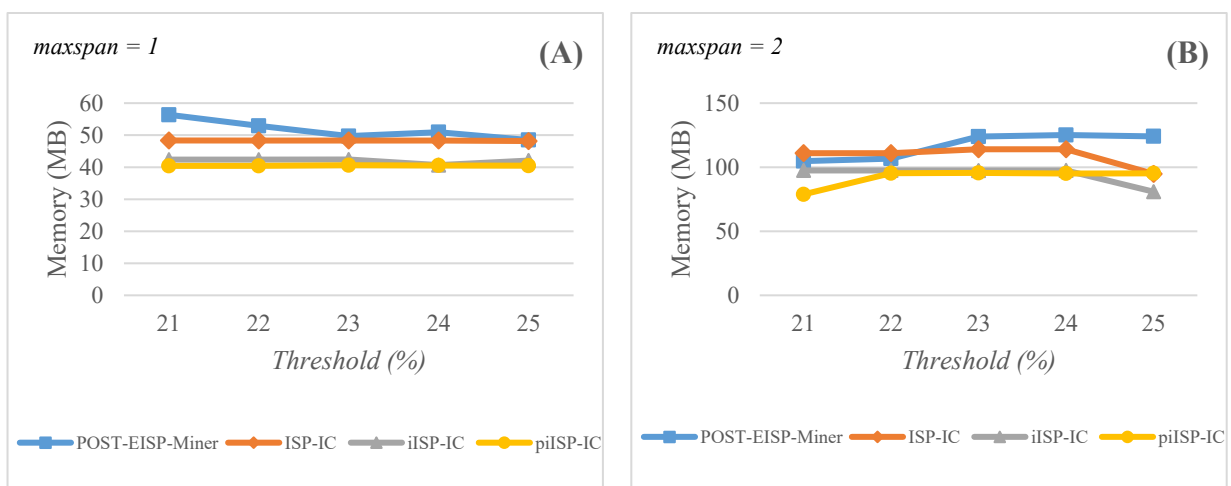 maxspan = 1
(A)
Memory (MB)
60
50
40
30
20
10
0
21 22 23 24 25
Threshold (%)
POST-EISP-Miner ISP-IC iISP-IC piISP-IC
maxspan = 2
(B)
Memory (MB)
150
100
50
0
21 22 23 24 25
Threshold (%)
POST-EISP-Miner ISP-IC iISP-IC piISP-IC